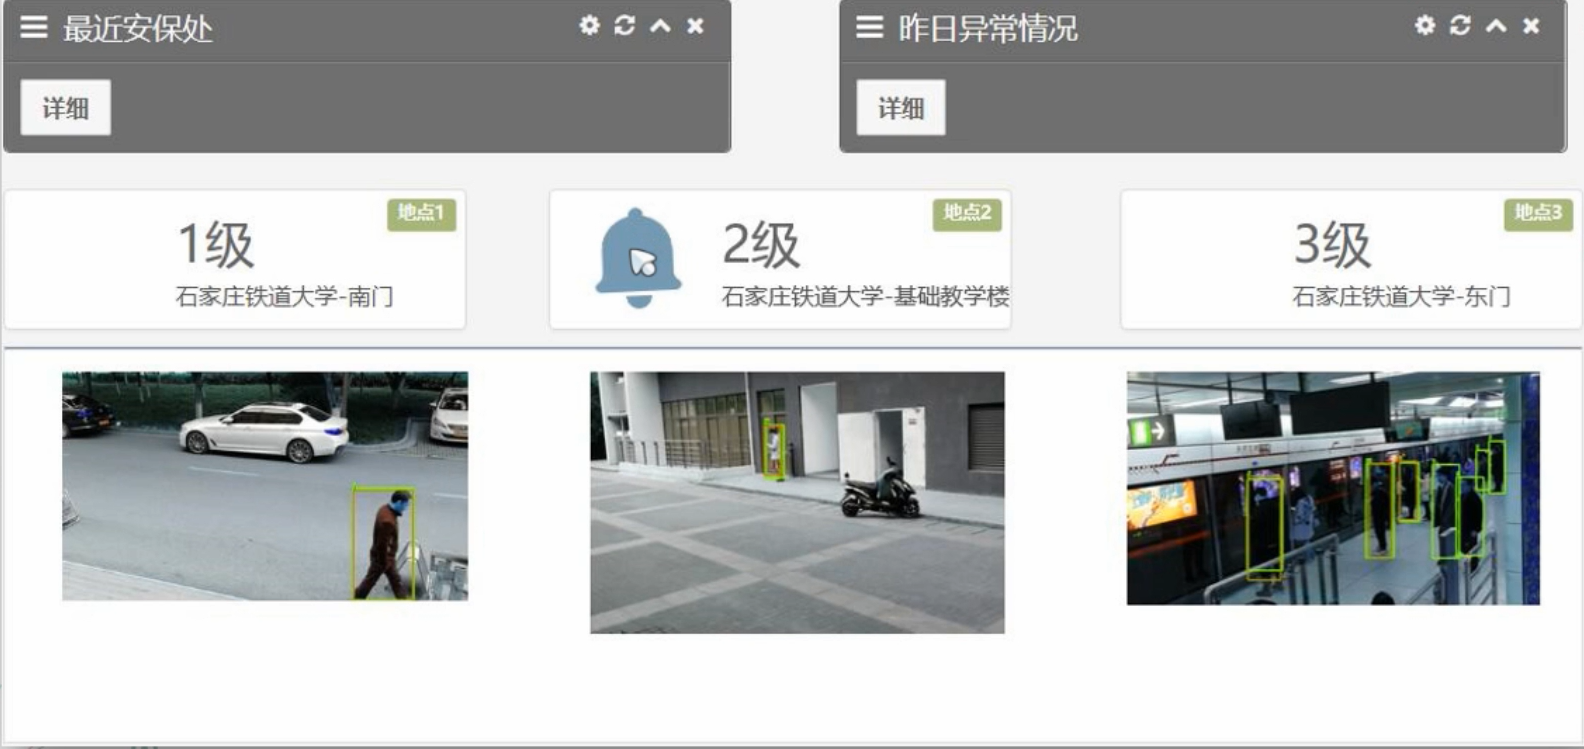 最近安保处
昨日异常情况
详细
详细
地点1
1级
石家庄铁道大学-南门
地点2
2级
石家庄铁道大学-基础教学楼
地点3
3级
石家庄铁道大学-东门